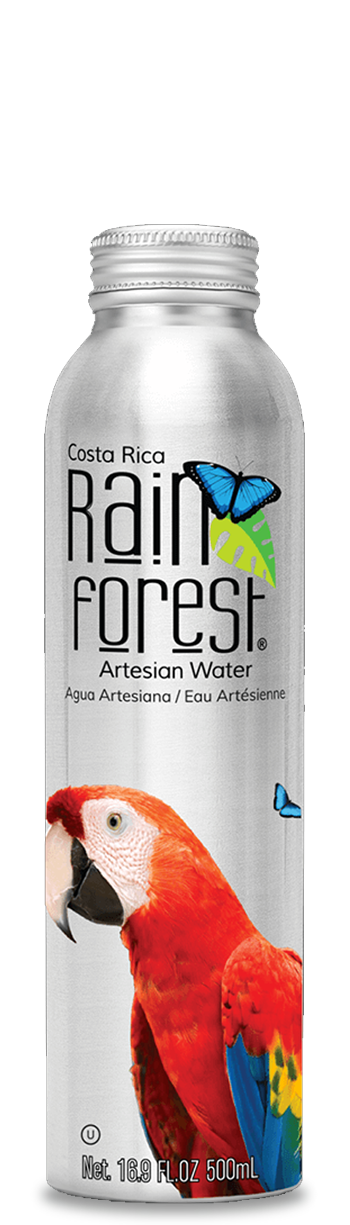 Costa Rica
Rain
forest®
Artesian Water
Agua Artesiana / Eau Artésienne
U
Net. 16.9 FL.OZ 500mL